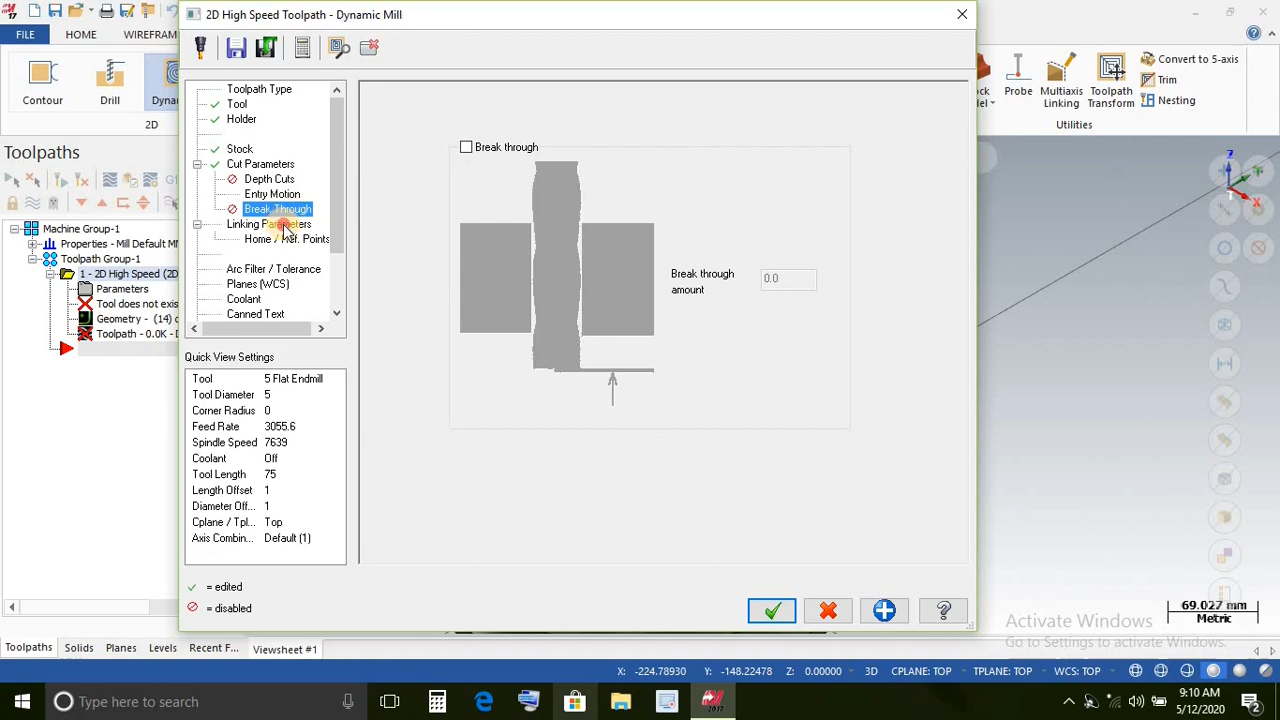 17
2D High Speed Toolpath - Dynamic Mill
FILE
HOME
WIREFRAM
Contour
Drill
Dynam
2D
Probe
Multiaxis
Linking
Toolpath
Transform
Convert to 5-axis
Trim
Nesting
Utilities
Toolpaths
Machine Group-1
Properties - Mill Default MM
Toolpath Group-1
1 - 2D High Speed (2D
Parameters
Tool does not exis
Geometry - (14) c
Toolpath - 0.0K - D
Toolpath Type
Tool
Holder
Stock
Cut Parameters
Depth Cuts
Entry Motion
Break Through
Linking Parameters
Home / Ref. Points
Arc Filter / Tolerance
Planes (WCS)
Coolant
Canned Text
Quick View Settings
Tool 5 Flat Endmill
Tool Diameter 5
Corner Radius 0
Feed Rate 3055.6
Spindle Speed 7639
Coolant Off
Tool Length 75
Length Offset 1
Diameter Off... 1
Cplane / Tpl... Top
Axis Combin... Default (1)
= edited
= disabled
Break through
Break through
amount
0.0
Z
X
69.027 mm
Metric
Activate Windows
Go to Settings to activate Windows.
Toolpaths
Solids
Planes
Levels
Recent F...
Viewsheet #1
X: -224.78930
Y: -148.22478
Z: 0.00000
3D
CPLANE: TOP
TPLANE: TOP
WCS: TOP
Type here to search
9:10 AM
5/12/2020
2